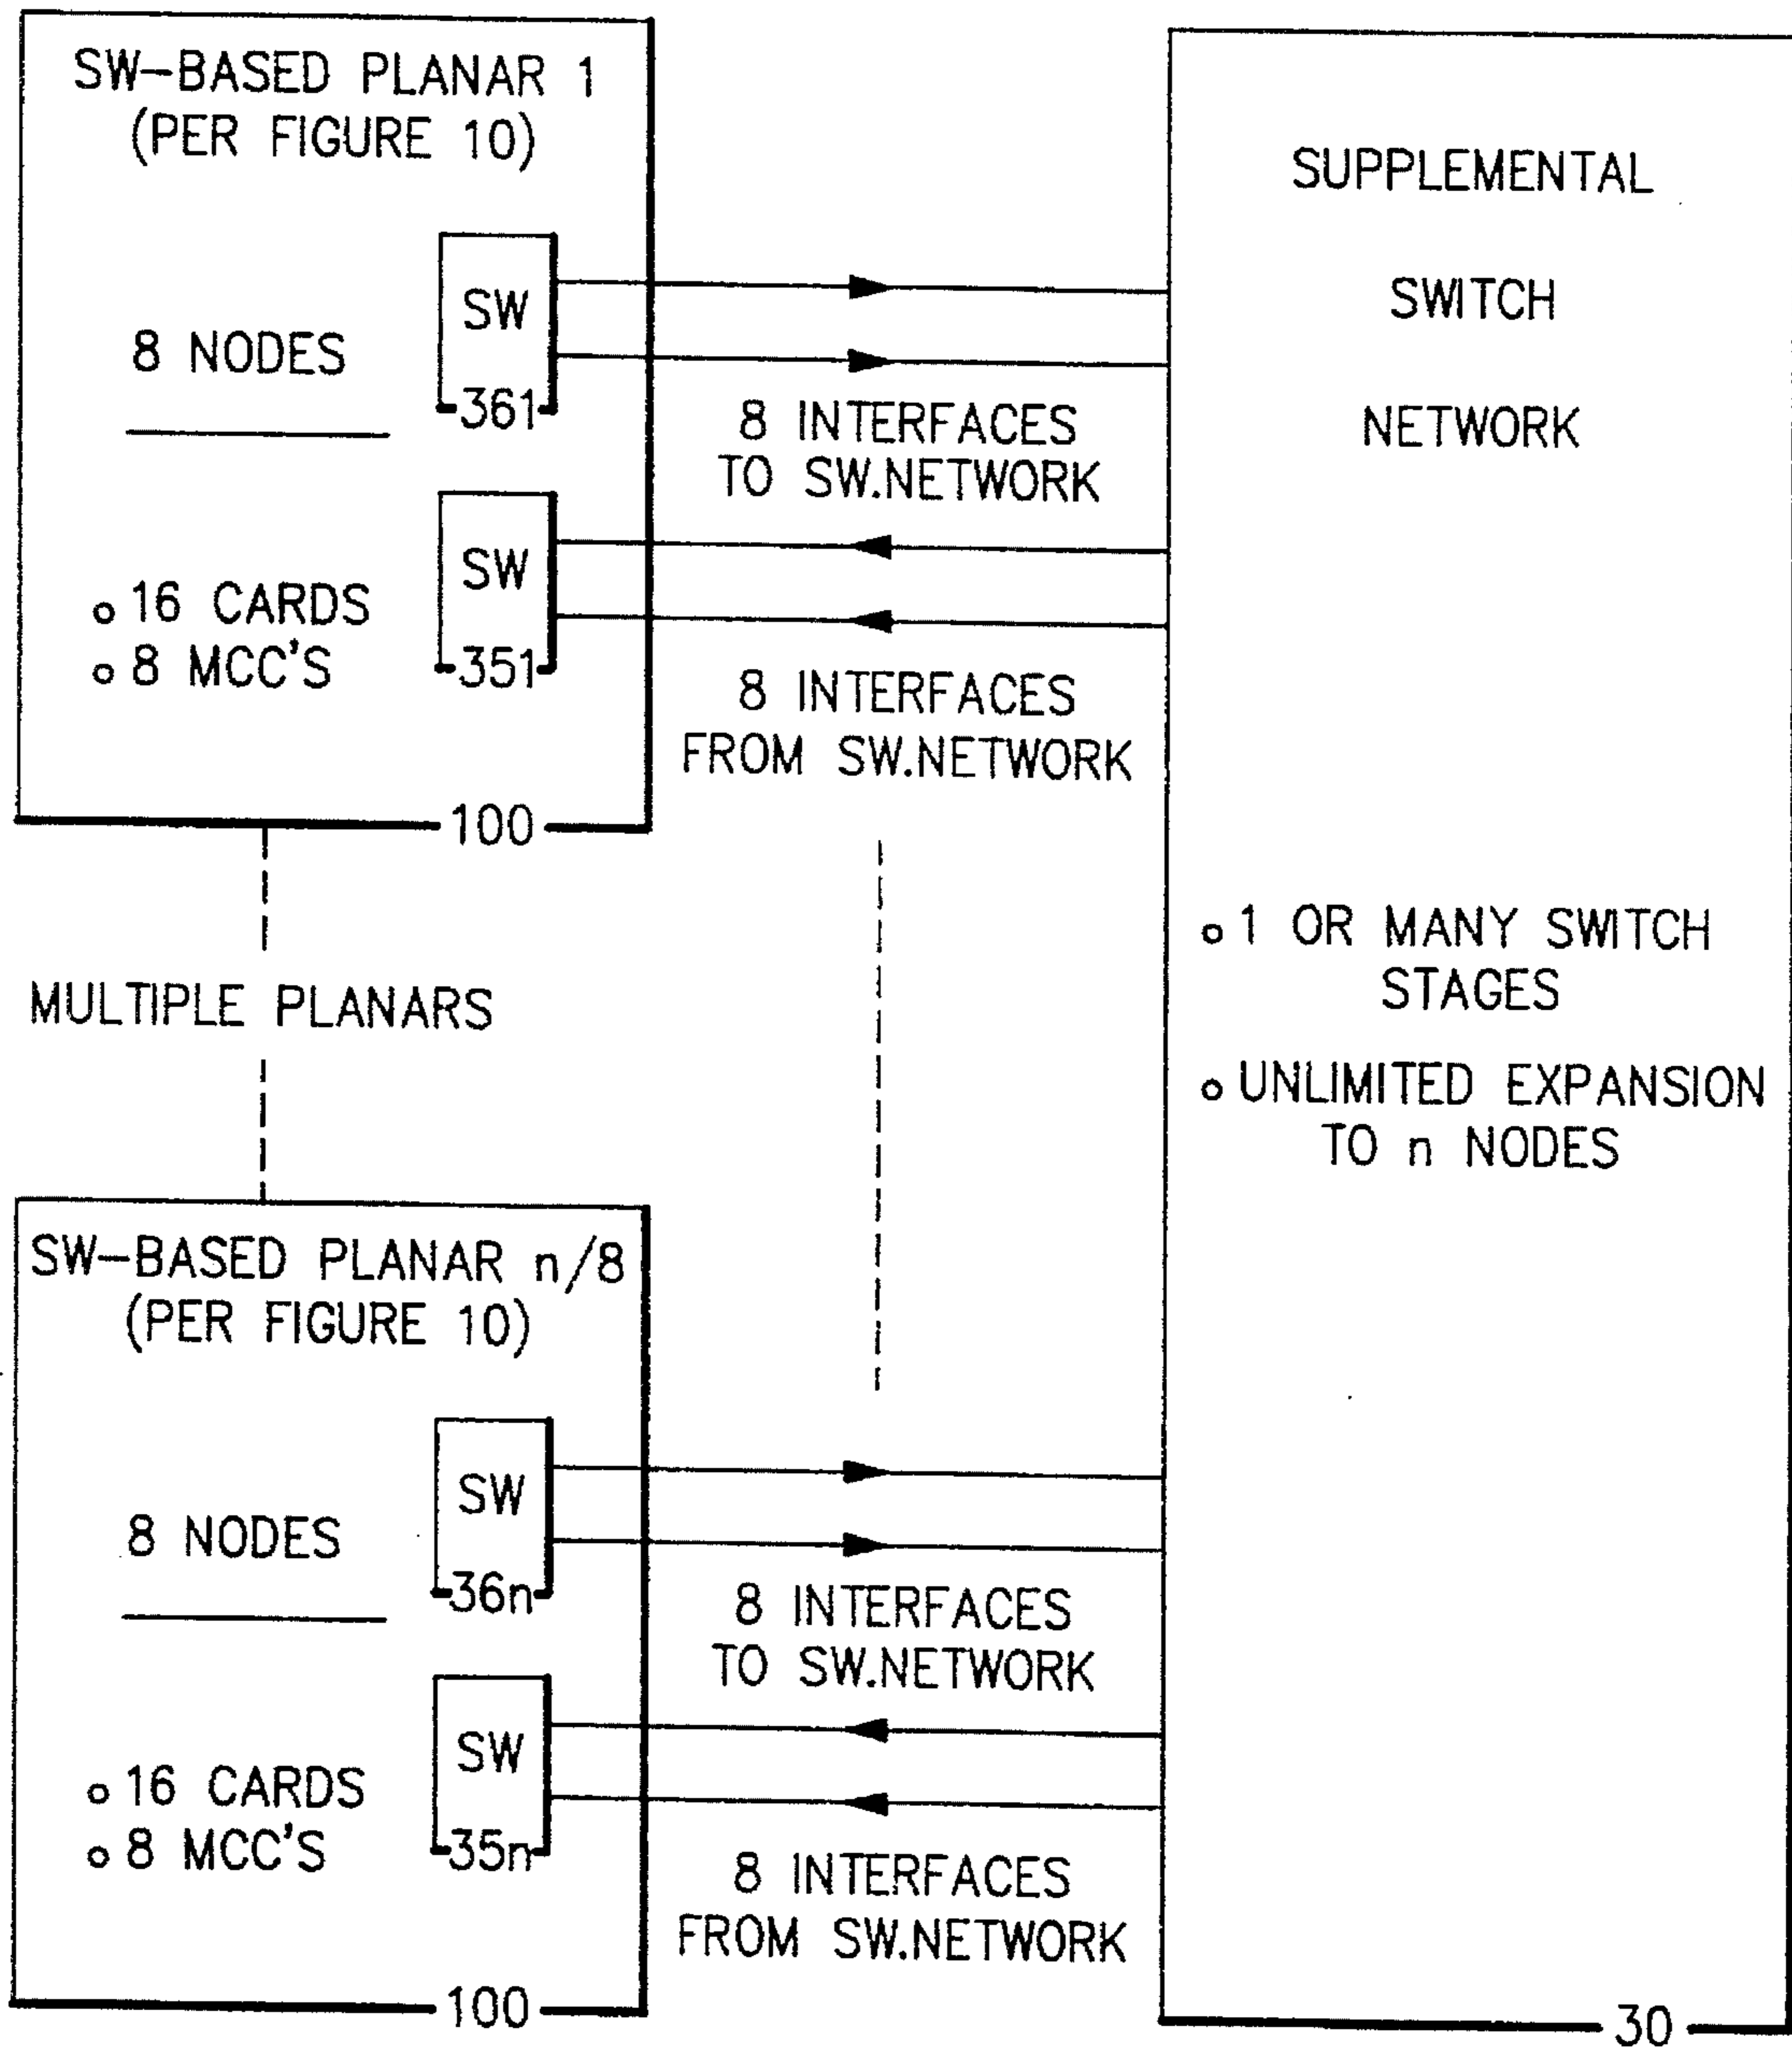 SW-BASED PLANAR 1
(PER FIGURE 10)
8 NODES
SW
361
16 CARDS
8 MCC'S
SW
351
100
8 INTERFACES
TO SW.NETWORK
8 INTERFACES
FROM SW.NETWORK
MULTIPLE PLANARS
SW-BASED PLANAR n/8
(PER FIGURE 10)
8 NODES
SW
36n
16 CARDS
8 MCC'S
SW
35n
100
8 INTERFACES
TO SW.NETWORK
8 INTERFACES
FROM SW.NETWORK
SUPPLEMENTAL
SWITCH
NETWORK
1 OR MANY SWITCH
STAGES
UNLIMITED EXPANSION
TO n NODES
30